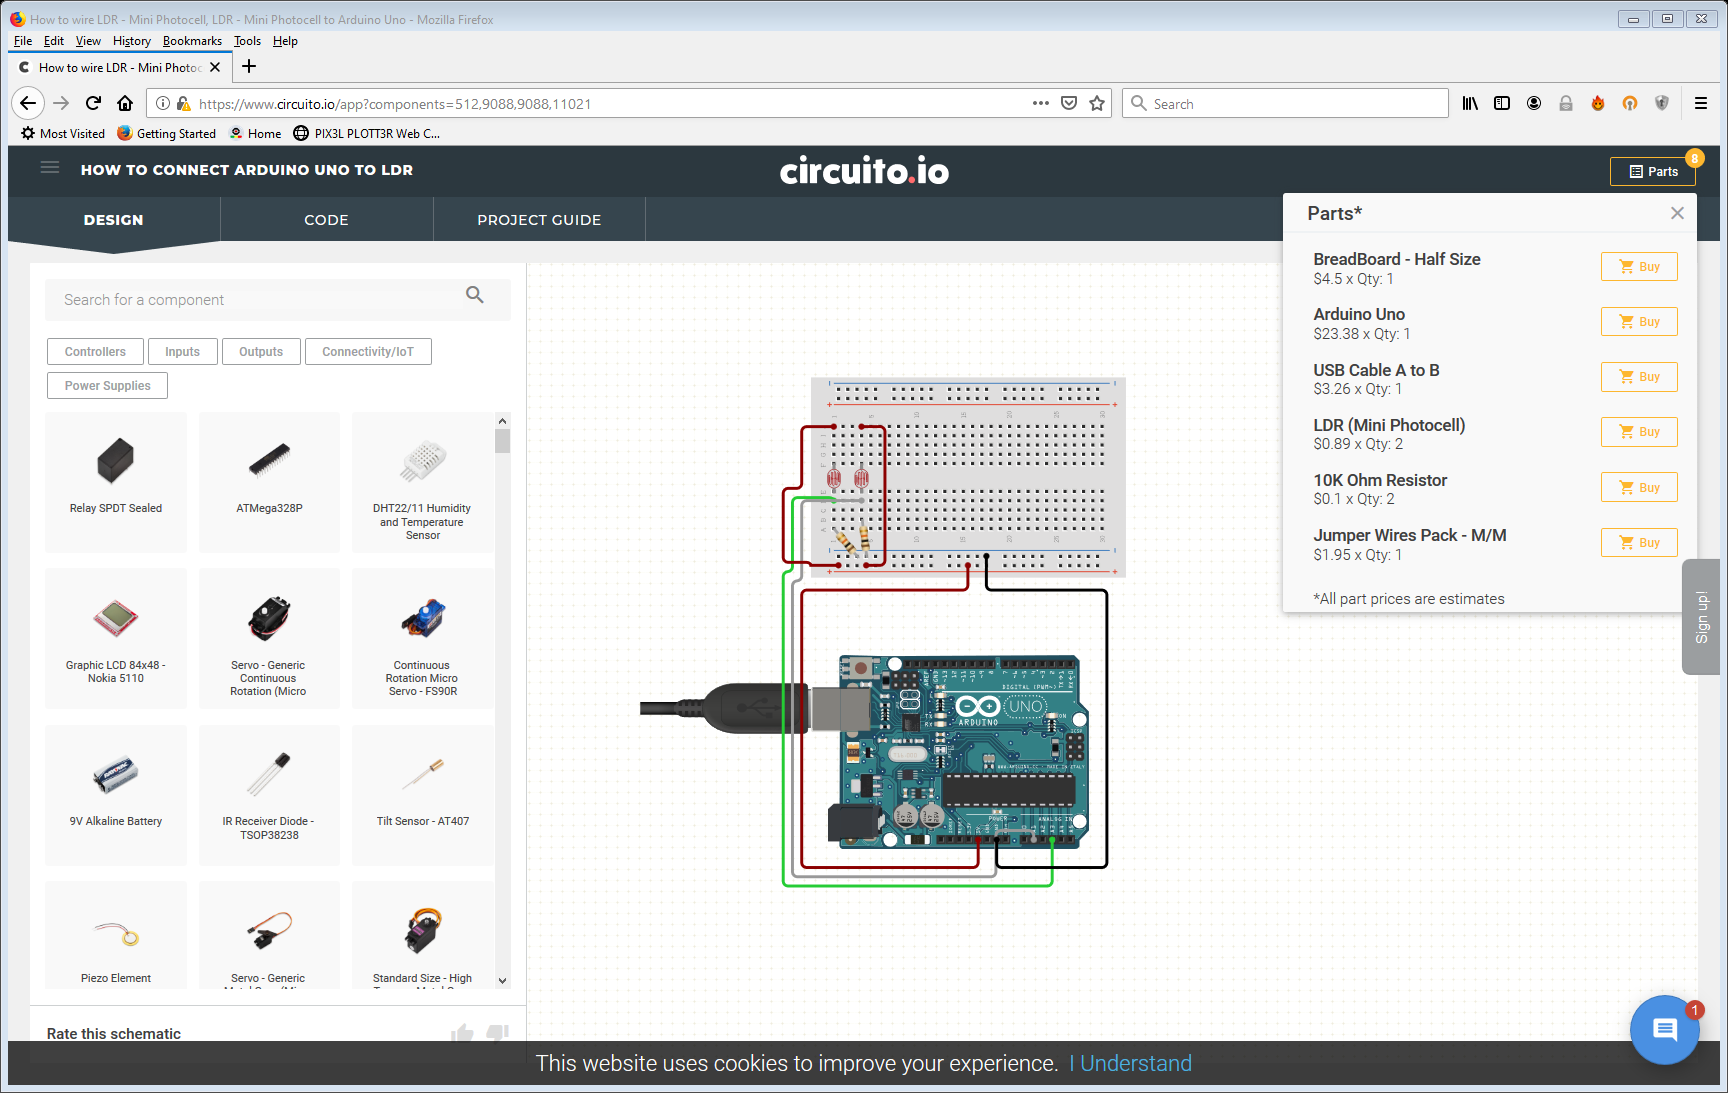 How to wire LDR - Mini Photocell, LDR - Mini Photocell to Arduino Uno - Mozilla Firefox
File Edit View History Bookmarks Tools Help
How to wire LDR - Mini Photoc
https://www.circuito.io/app?components=512,9088,9088,11021
Search
Most Visited Getting Started Home PIX3L PLOTT3R Web C...
HOW TO CONNECT ARDUINO UNO TO LDR
circuito.io
8
Parts
DESIGN CODE PROJECT GUIDE
Parts*
BreadBoard - Half Size
$4.5 x Qty: 1
Buy
Arduino Uno
$23.38 x Qty: 1
Buy
USB Cable A to B
$3.26 x Qty: 1
Buy
LDR (Mini Photocell)
$0.89 x Qty: 2
Buy
10K Ohm Resistor
$0.1 x Qty: 2
Buy
Jumper Wires Pack - M/M
$1.95 x Qty: 1
Buy
*All part prices are estimates
Sign up!
Search for a component
Controllers Inputs Outputs Connectivity/IoT
Power Supplies
Relay SPDT Sealed
ATMega328P
DHT22/11 Humidity
and Temperature
Sensor
Graphic LCD 84x48 -
Nokia 5110
Servo - Generic
Continuous
Rotation (Micro
Continuous
Rotation Micro
Servo - FS90R
9V Alkaline Battery
IR Receiver Diode -
TSOP38238
Tilt Sensor - AT407
Piezo Element
Servo - Generic
Standard Size - High
DIGITAL (PWM~)
UNO
ARDUINO
POWER
ANALOG IN
Rate this schematic
1
This website uses cookies to improve your experience. I Understand